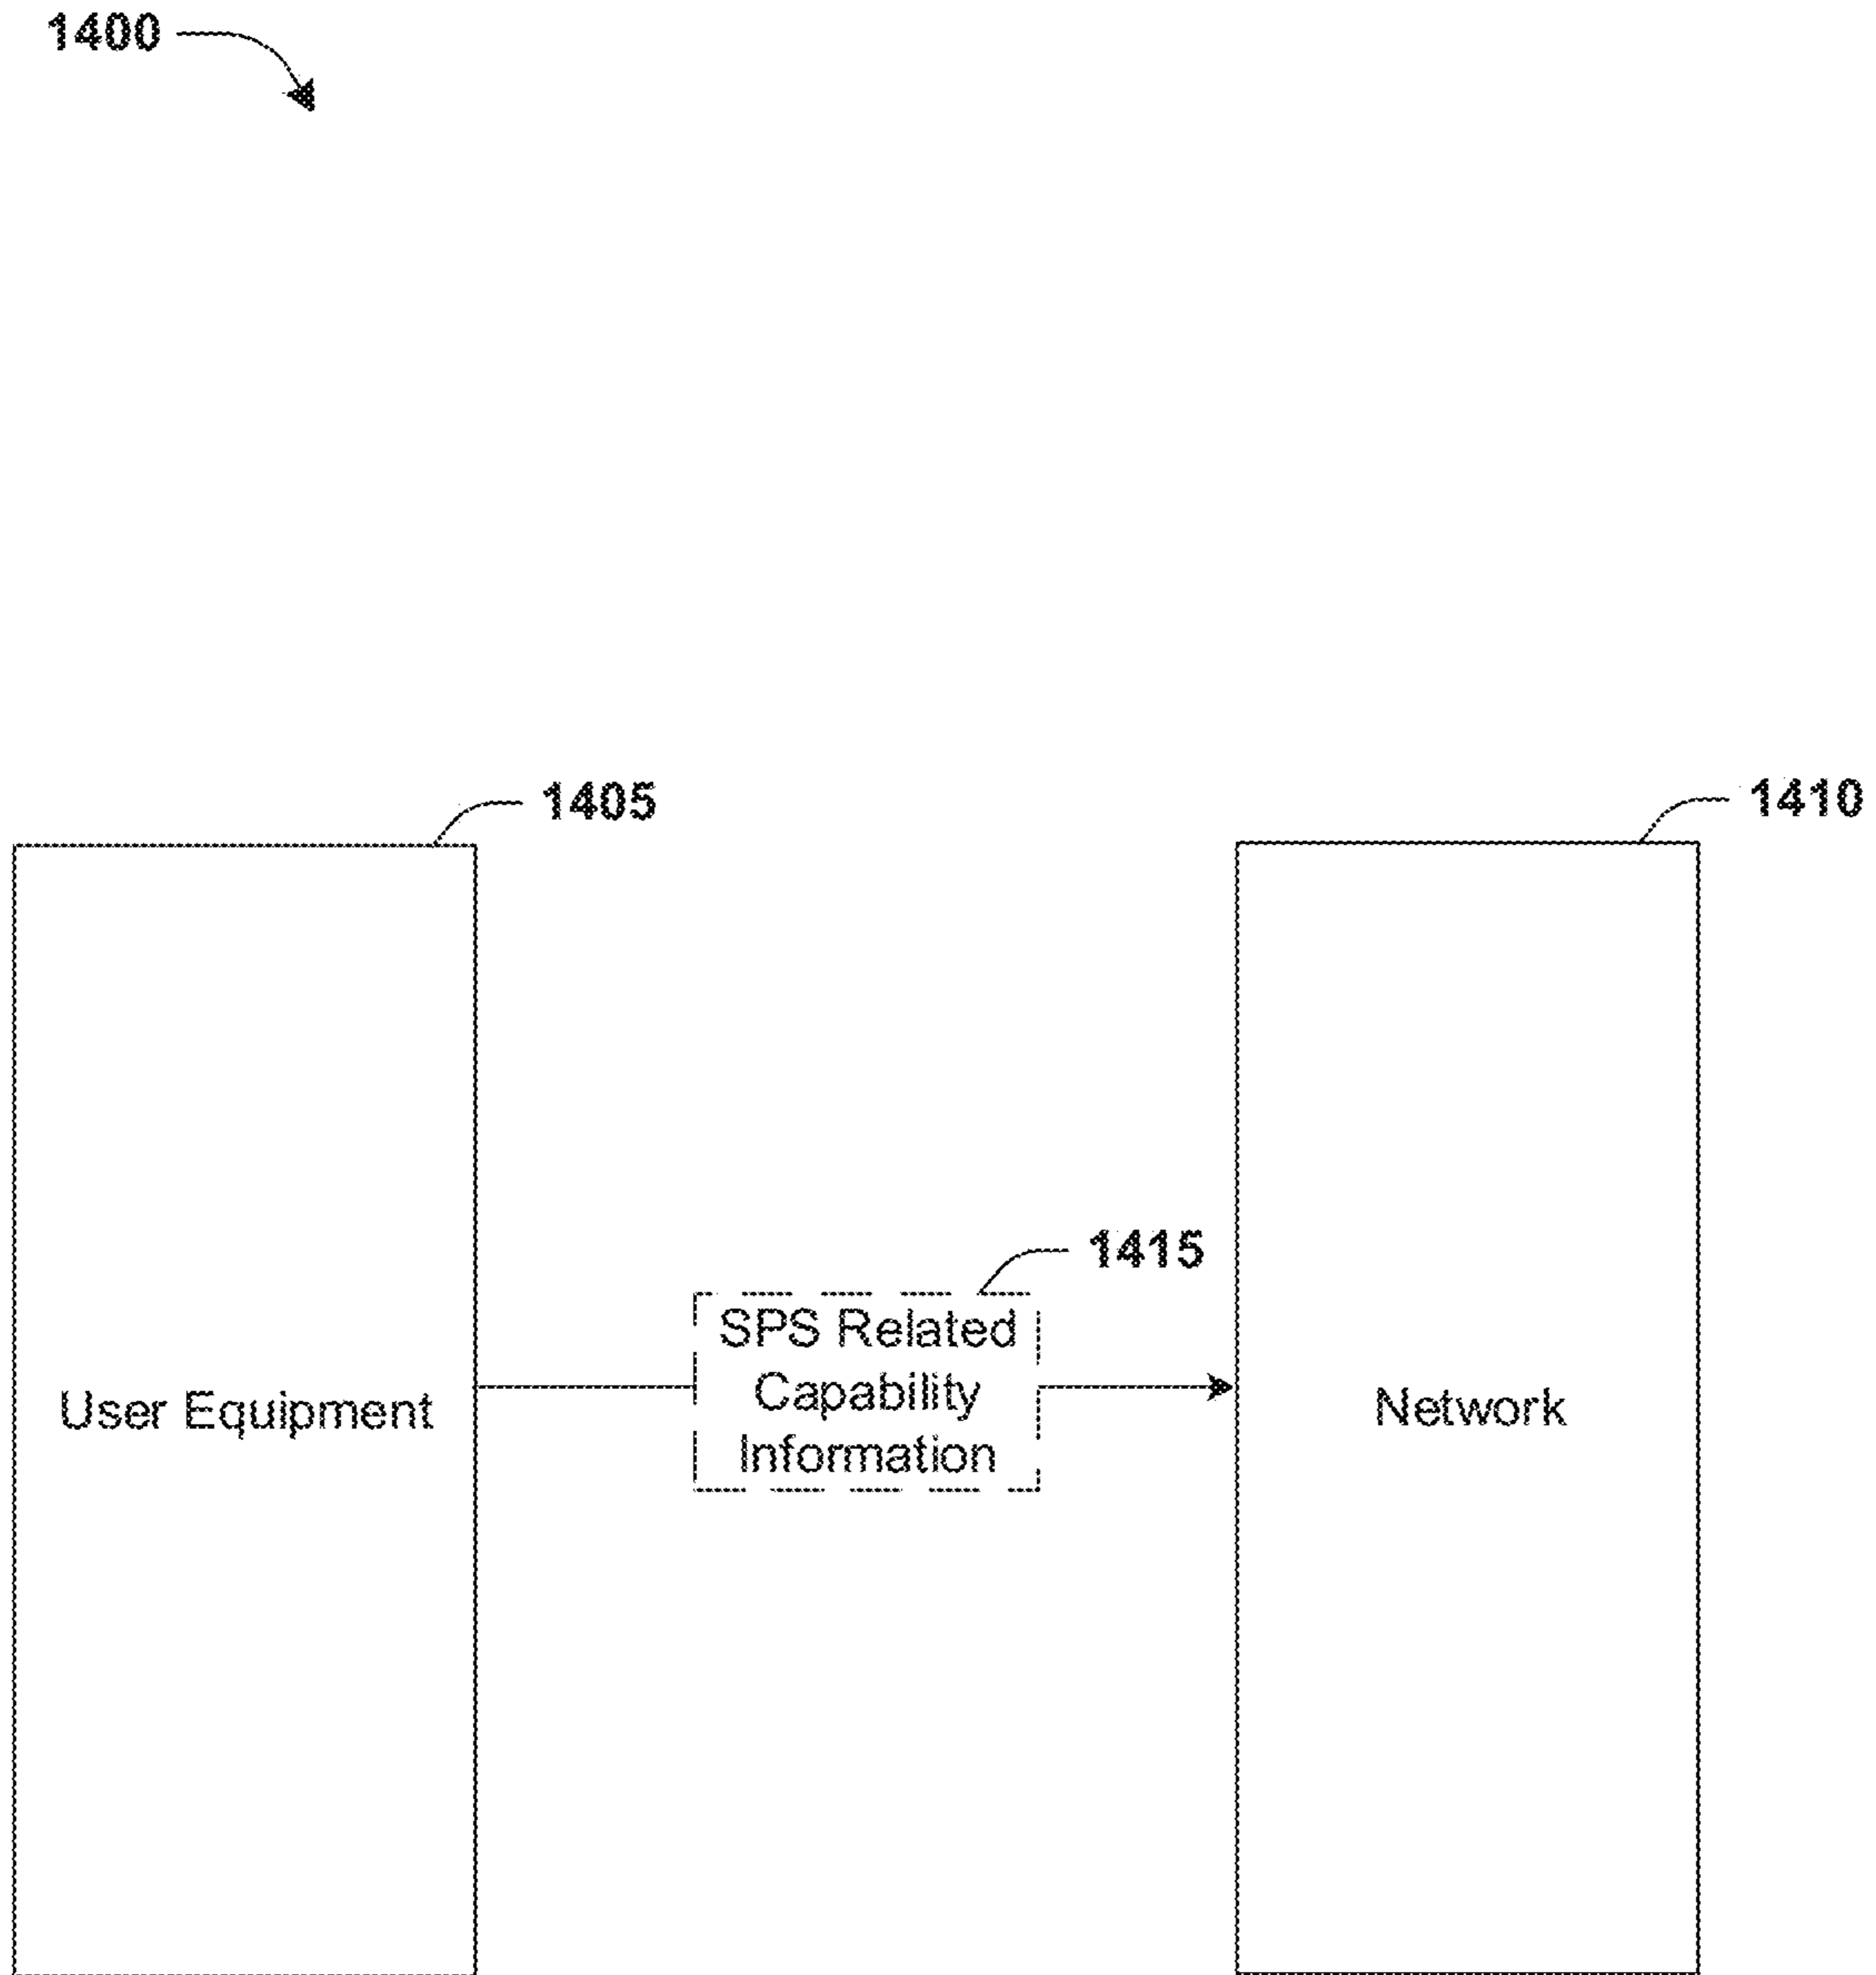 1400
1405
1410
1415
SPS Related
Capability
Information
User Equipment
Network